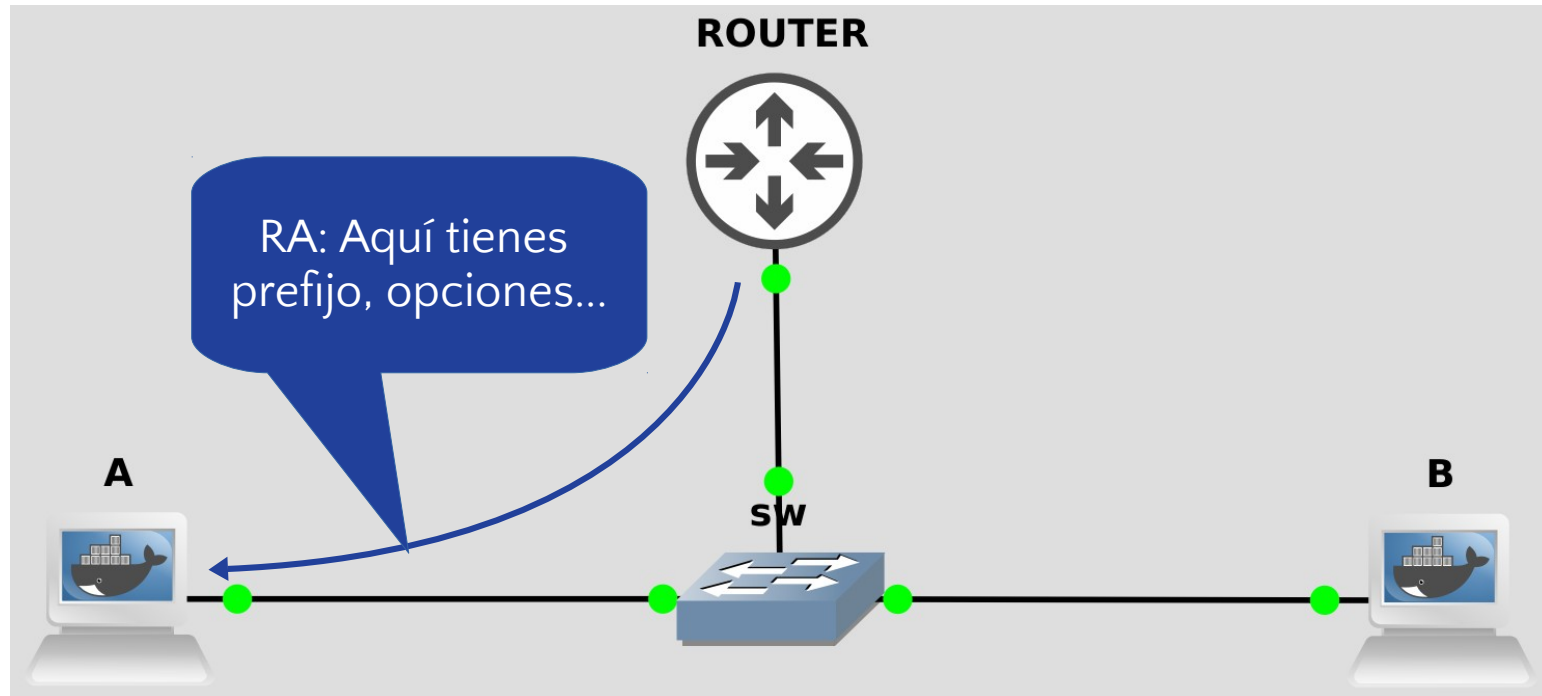 ROUTER
RA: Aquí tienes
prefijo, opciones...
A
B
sw